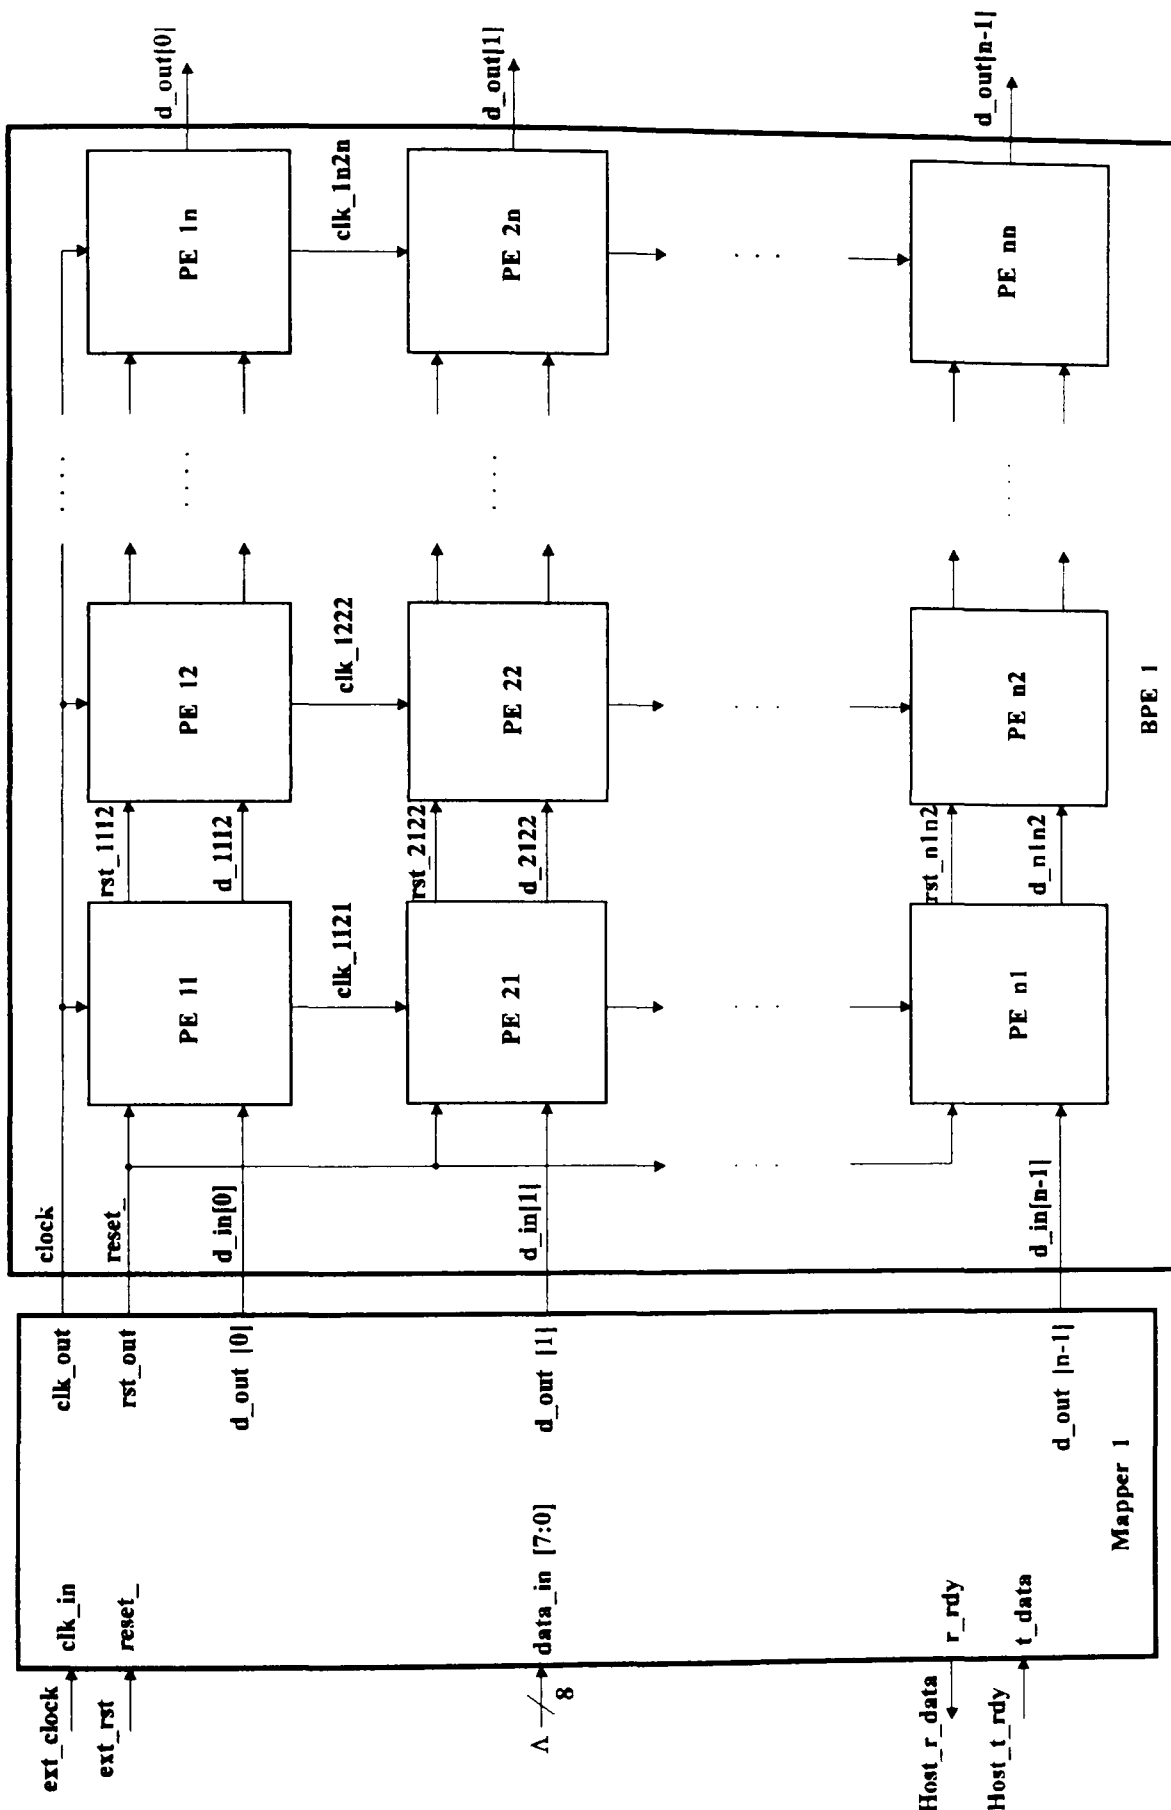 ext_clock
clk_in
clk_out
clock
ext_rst
reset_
rst_out
reset_
d_out [0]
d_in[0]
PE 11
rst_1112
d_1112
PE 12
. . . .
. . . .
PE 1n
d_out[0]
clk_1121
clk_1222
clk_1n2n
A
8
data_in [7:0]
d_out [1]
d_in[1]
PE 21
rst_2122
d_2122
PE 22
. . . .
PE 2n
d_out[1]
. . .
. . .
. . .
. . .
Host_r_data
r_rdy
Host_t_rdy
t_data
d_out [n-1]
d_in[n-1]
PE n1
rst_n1n2
d_n1n2
PE n2
. . . .
PE nn
d_out[n-1]
Mapper 1
BPE 1